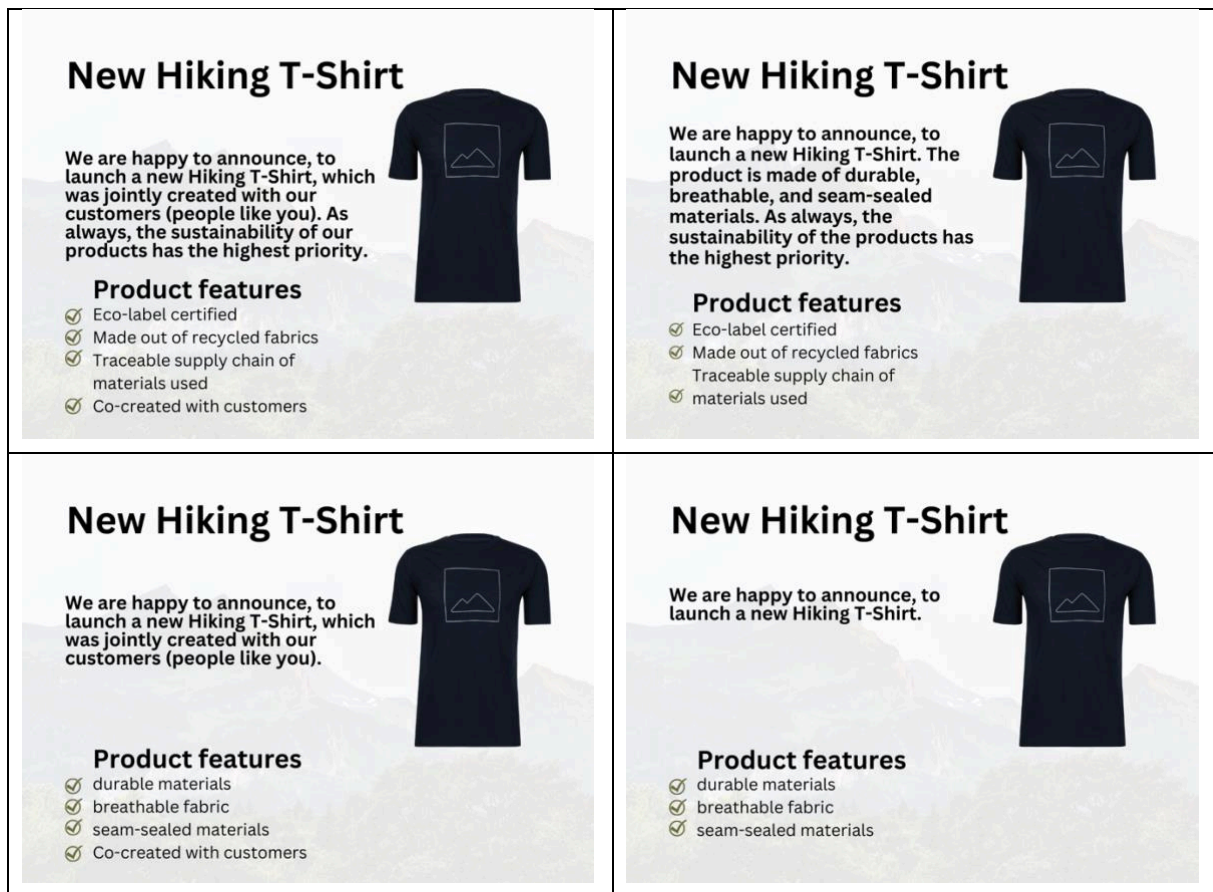 New Hiking T-Shirt
We are happy to announce, to
launch a new Hiking T-Shirt, which
was jointly created with our
customers (people like you). As
always, the sustainability of our
products has the highest priority.
Product features
Eco-label certified
Made out of recycled fabrics
Traceable supply chain of
materials used
Co-created with customers
New Hiking T-Shirt
We are happy to announce, to
launch a new Hiking T-Shirt. The
product is made of durable,
breathable, and seam-sealed
materials. As always, the
sustainability of the products has
the highest priority.
Product features
Eco-label certified
Made out of recycled fabrics
Traceable supply chain of
materials used
New Hiking T-Shirt
We are happy to announce, to
launch a new Hiking T-Shirt, which
was jointly created with our
customers (people like you).
Product features
durable materials
breathable fabric
seam-sealed materials
Co-created with customers
New Hiking T-Shirt
We are happy to announce, to
launch a new Hiking T-Shirt.
Product features
durable materials
breathable fabric
seam-sealed materials